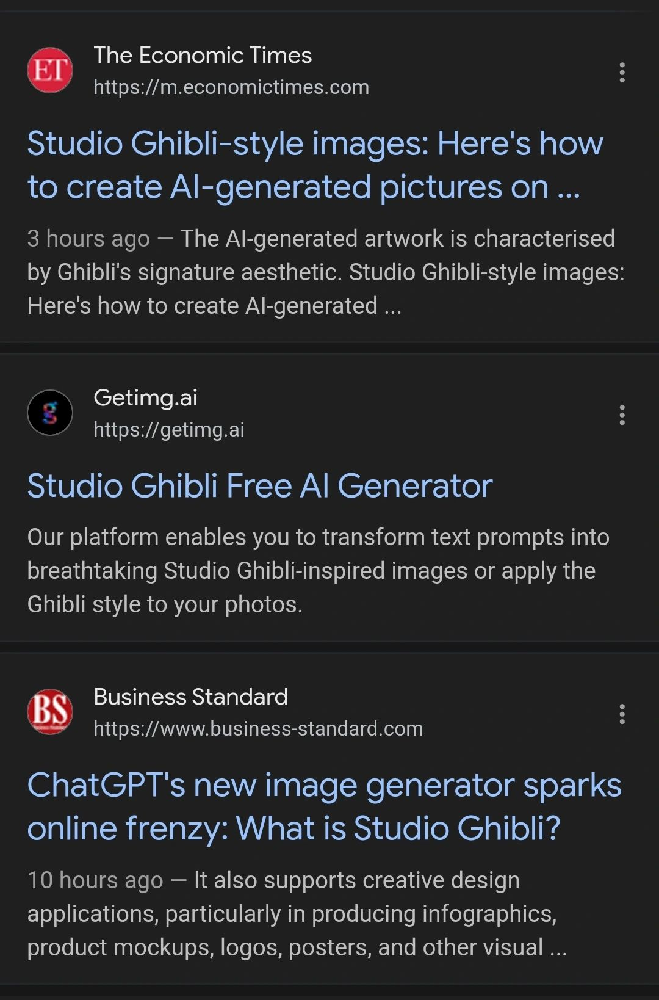 ET
The Economic Times
https://m.economictimes.com
Studio Ghibli-style images: Here's how
to create AI-generated pictures on ...
3 hours ago — The AI-generated artwork is characterised
by Ghibli's signature aesthetic. Studio Ghibli-style images:
Here's how to create AI-generated ...
g
Getimg.ai
https://getimg.ai
Studio Ghibli Free AI Generator
Our platform enables you to transform text prompts into
breathtaking Studio Ghibli-inspired images or apply the
Ghibli style to your photos.
BS
Business Standard
https://www.business-standard.com
ChatGPT's new image generator sparks
online frenzy: What is Studio Ghibli?
10 hours ago — It also supports creative design
applications, particularly in producing infographics,
product mockups, logos, posters, and other visual ...